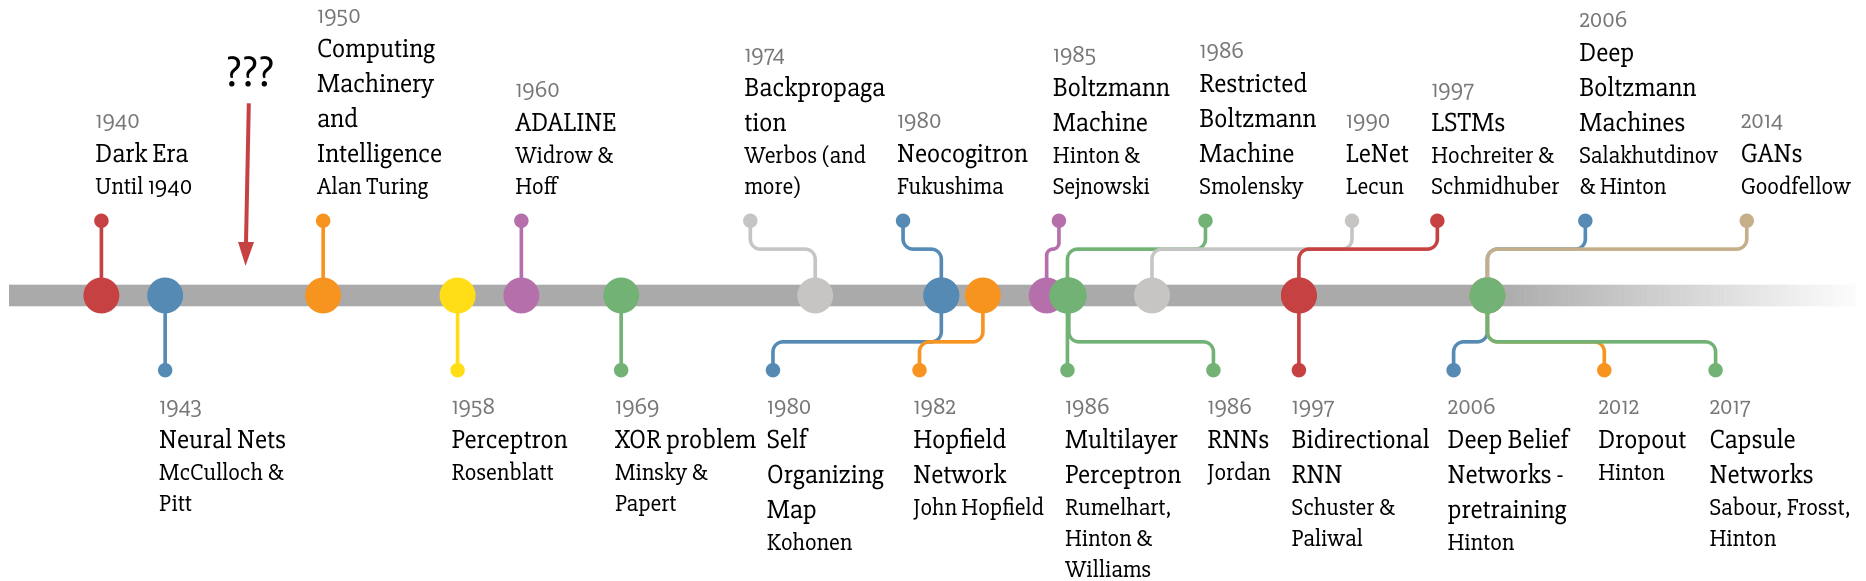 ???
1940
Dark Era
Until 1940
1950
Computing
Machinery
and
Intelligence
Alan Turing
1960
ADALINE
Widrow &
Hoff
1974
Backpropaga
tion
Werbos (and
more)
1980
Neocogitron
Fukushima
1985
Boltzmann
Machine
Hinton &
Sejnowski
1986
Restricted
Boltzmann
Machine
Smolensky
1990
LeNet
Lecun
1997
LSTMs
Hochreiter &
Schmidhuber
2006
Deep
Boltzmann
Machines
Salakhutdinov
& Hinton
2014
GANs
Goodfellow
1943
Neural Nets
McCulloch &
Pitt
1958
Perceptron
Rosenblatt
1969
XOR problem
Minsky &
Papert
1980
Self
Organizing
Map
Kohonen
1982
Hopfield
Network
John Hopfield
1986
Multilayer
Perceptron
Rumelhart,
Hinton &
Williams
1986
RNNs
Jordan
1997
Bidirectional
RNN
Schuster &
Paliwal
2006
Deep Belief
Networks -
pretraining
Hinton
2012
Dropout
Hinton
2017
Capsule
Networks
Sabour, Frosst,
Hinton